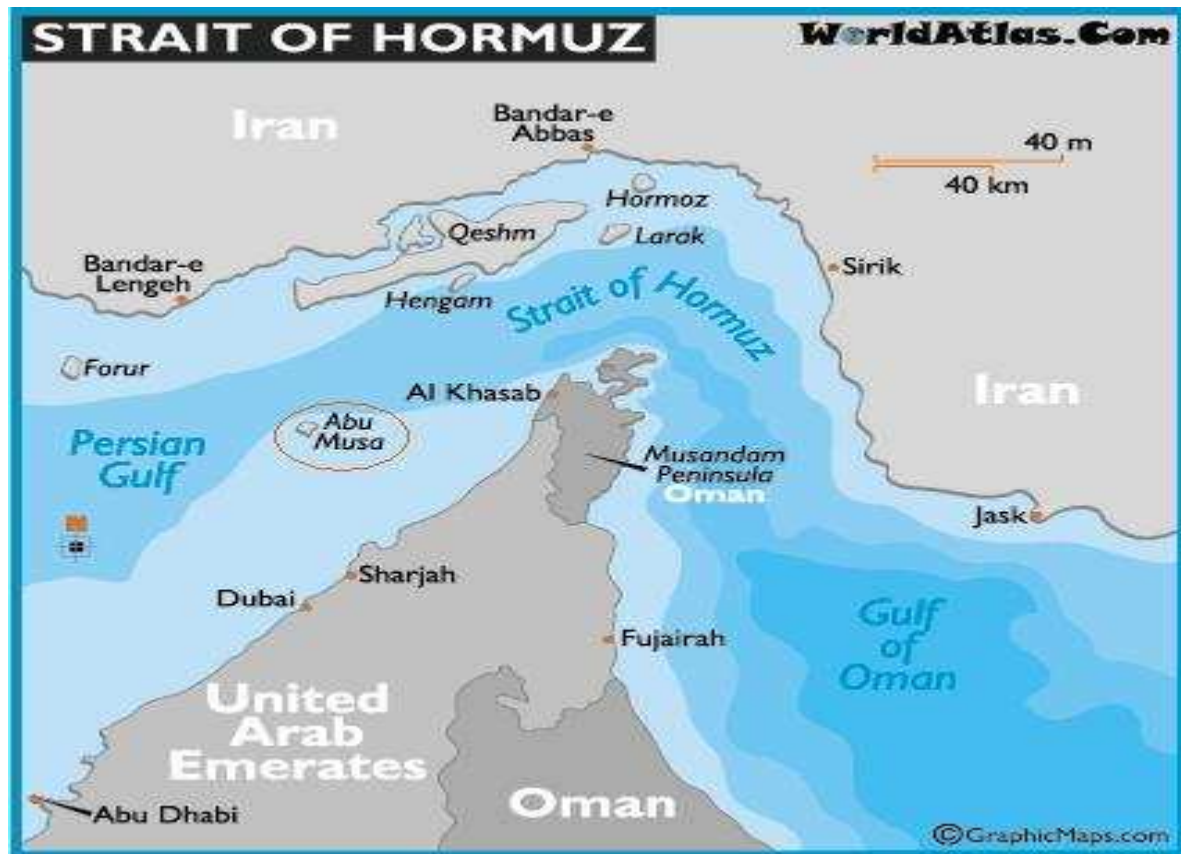 STRAIT OF HORMUZ
WorldAtlas.Com
Iran
Bandar-e
Abbas
40 m
40 km
Hormoz
Qeshm
Larak
Sirik
Bandar-e
Lengeh
Hengam
Strait of Hormuz
Forur
Al Khasab
Iran
Abu
Musa
Persian
Gulf
Musandam
Peninsula
Oman
Jask
Sharjah
Dubai
Gulf
of
Oman
Fujairah
United
Arab
Emerates
Oman
Abu Dhabi
©GraphicMaps.com